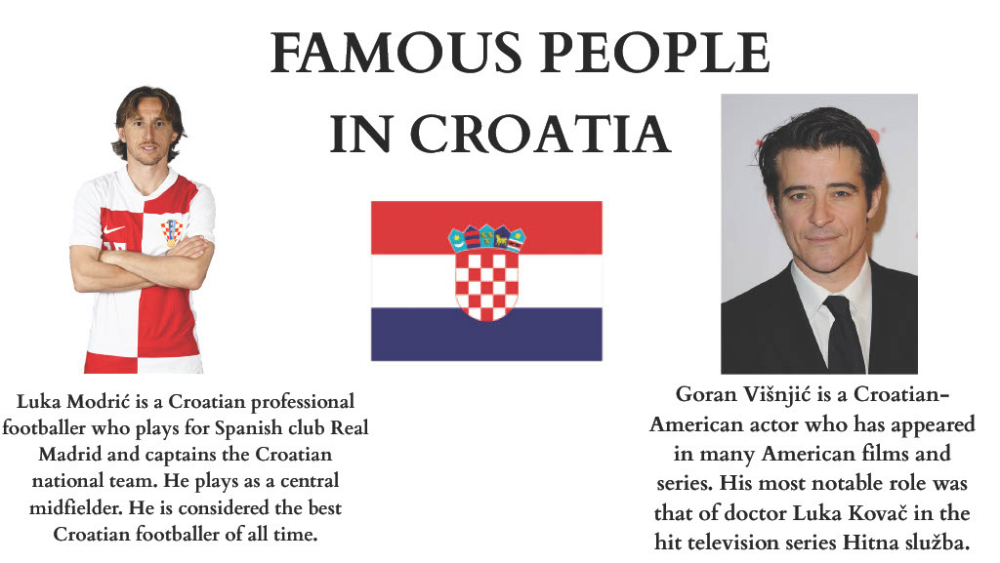 FAMOUS PEOPLE
IN CROATIA
Luka Modrić is a Croatian professional
footballer who plays for Spanish club Real
Madrid and captains the Croatian
national team. He plays as a central
midfielder. He is considered the best
Croatian footballer of all time.
Goran Višnjić is a Croatian-
American actor who has appeared
in many American films and
series. His most notable role was
that of doctor Luka Kovač in the
hit television series Hitna služba.